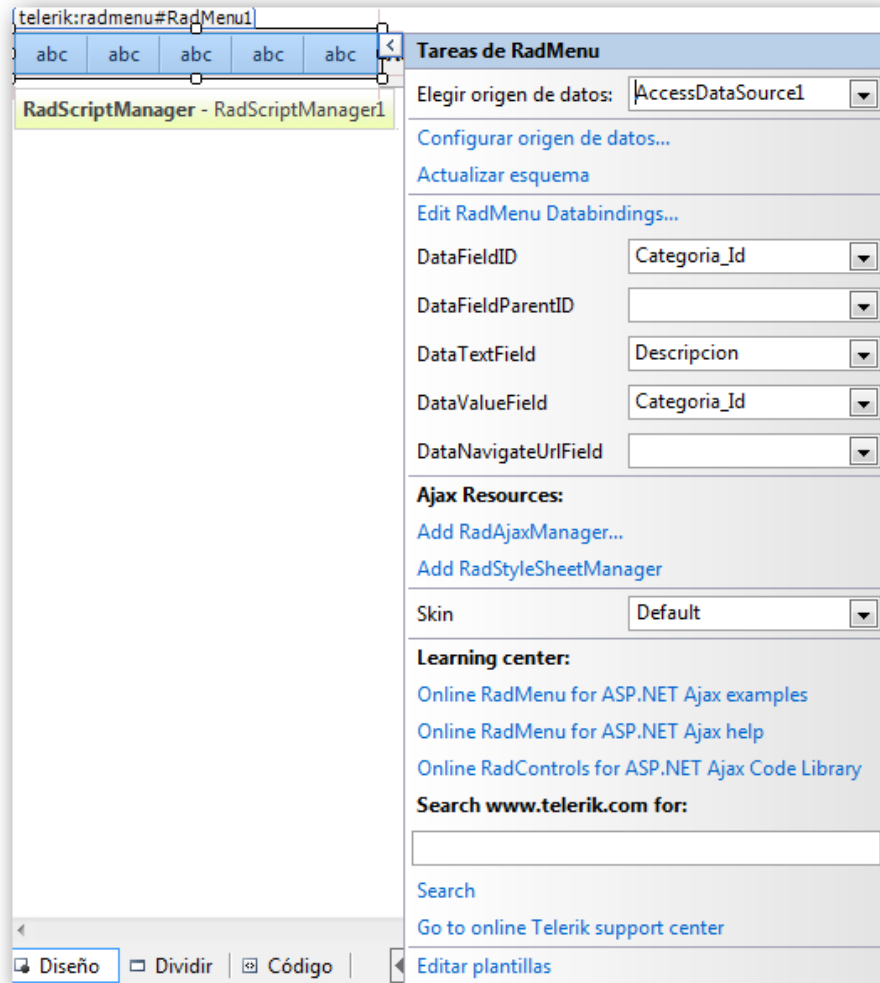 telerik:radmenu#RadMenu1
abc abc abc abc abc
RadScriptManager - RadScriptManager1
Tareas de RadMenu
Elegir origen de datos: AccessDataSource1
Configurar origen de datos...
Actualizar esquema
Edit RadMenu Databindings...
DataFieldID Categoria_Id
DataFieldParentID
DataTextField Descripcion
DataValueField Categoria_Id
DataNavigateUrlField
Ajax Resources:
Add RadAjaxManager...
Add RadStyleSheetManager
Skin Default
Learning center:
Online RadMenu for ASP.NET Ajax examples
Online RadMenu for ASP.NET Ajax help
Online RadControls for ASP.NET Ajax Code Library
Search www.telerik.com for:
Search
Go to online Telerik support center
Diseño Dividir Código
Editar plantillas